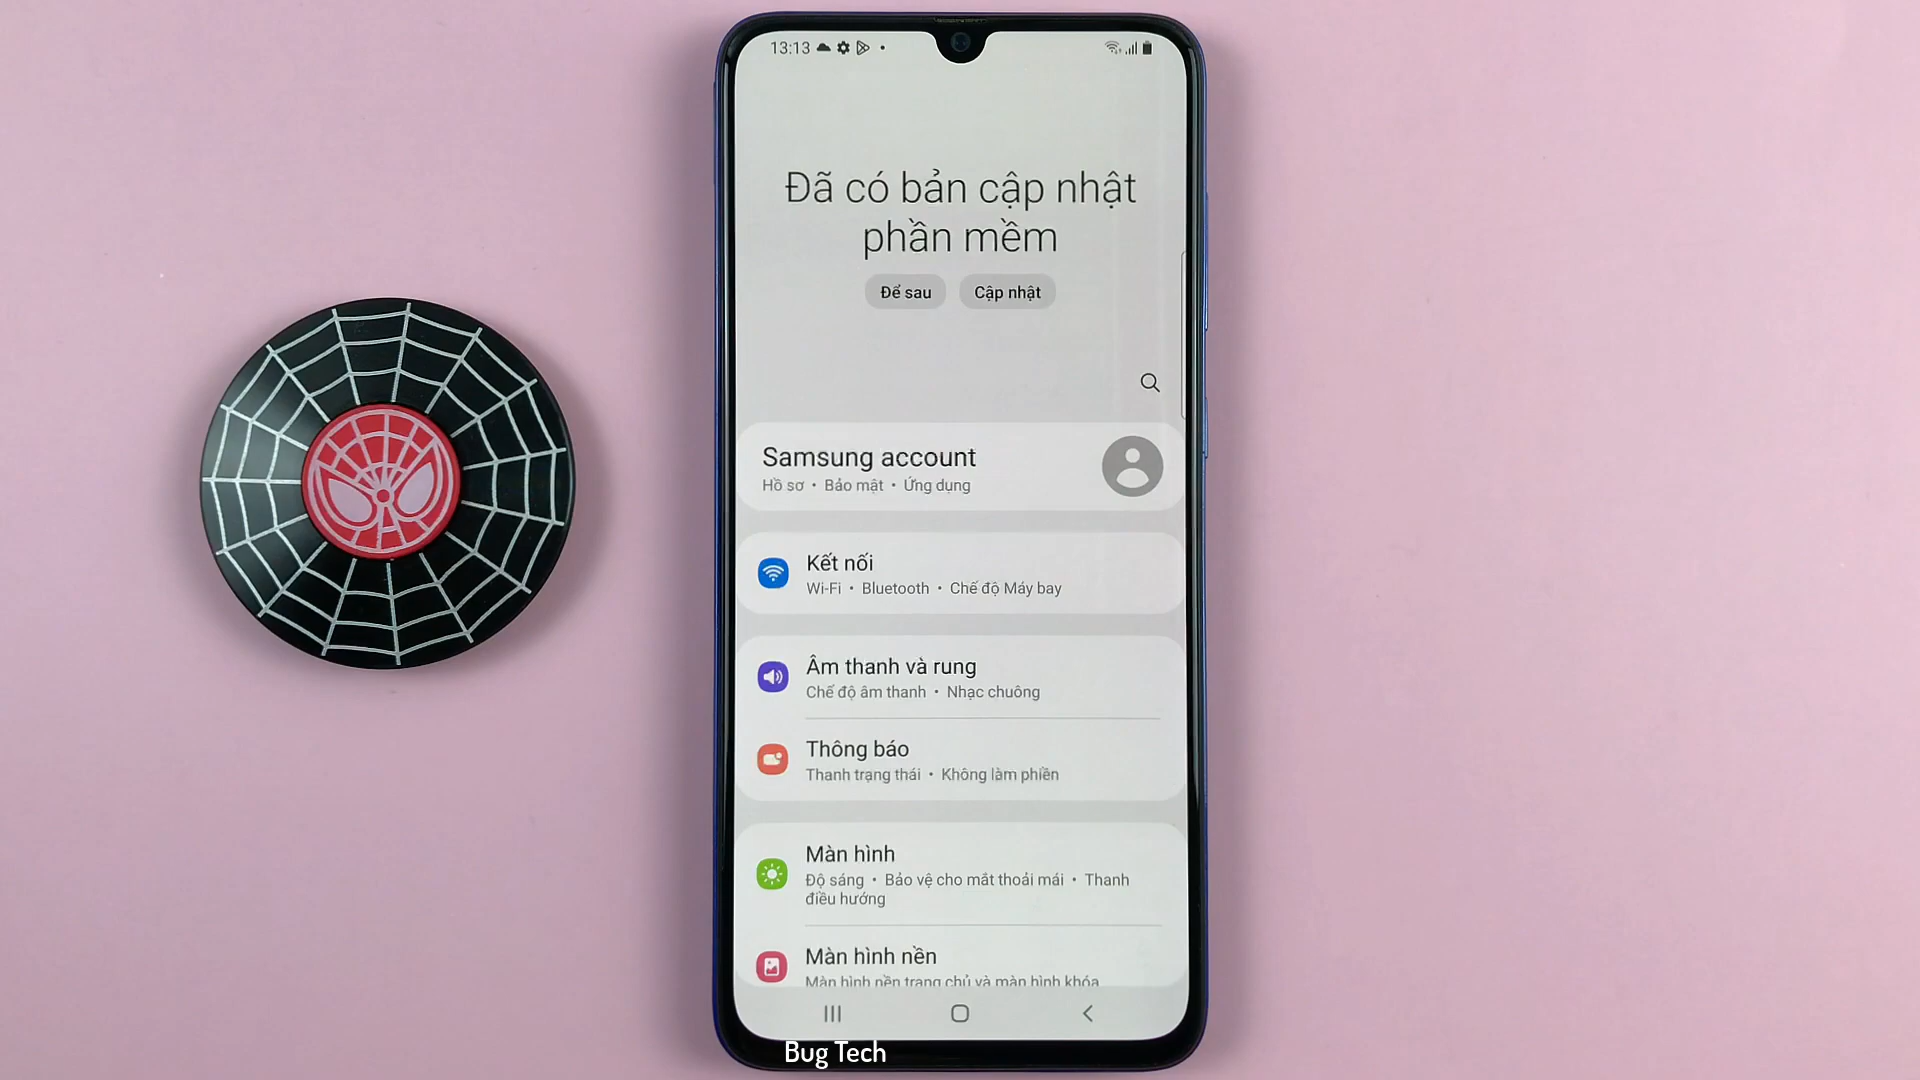 13:13
Đã có bản cập nhật
phần mềm
Để sau
Cập nhật
Samsung account
Hồ sơ • Bảo mật • Ứng dụng
Kết nối
Wi-Fi • Bluetooth • Chế độ Máy bay
Âm thanh và rung
Chế độ âm thanh • Nhạc chuông
Thông báo
Thanh trạng thái • Không làm phiền
Màn hình
Độ sáng • Bảo vệ cho mắt thoải mái • Thanh
điều hướng
Màn hình nền
Màn hình nền trang chủ và màn hình khóa
Bug Tech